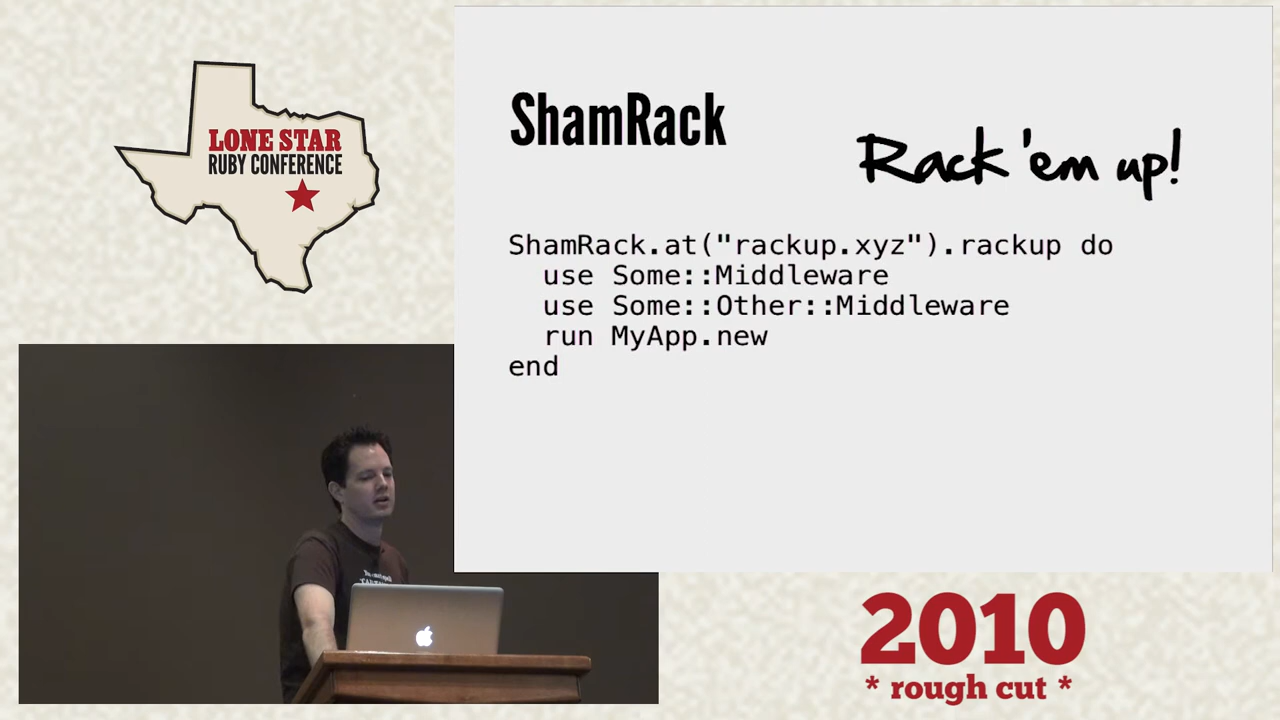 LONE STAR
RUBY CONFERENCE
ShamRack
Rack 'em up!
ShamRack.at("rackup.xyz").rackup do
  use Some::Middleware
  use Some::Other::Middleware
  run MyApp.new
end
2010
* rough cut *